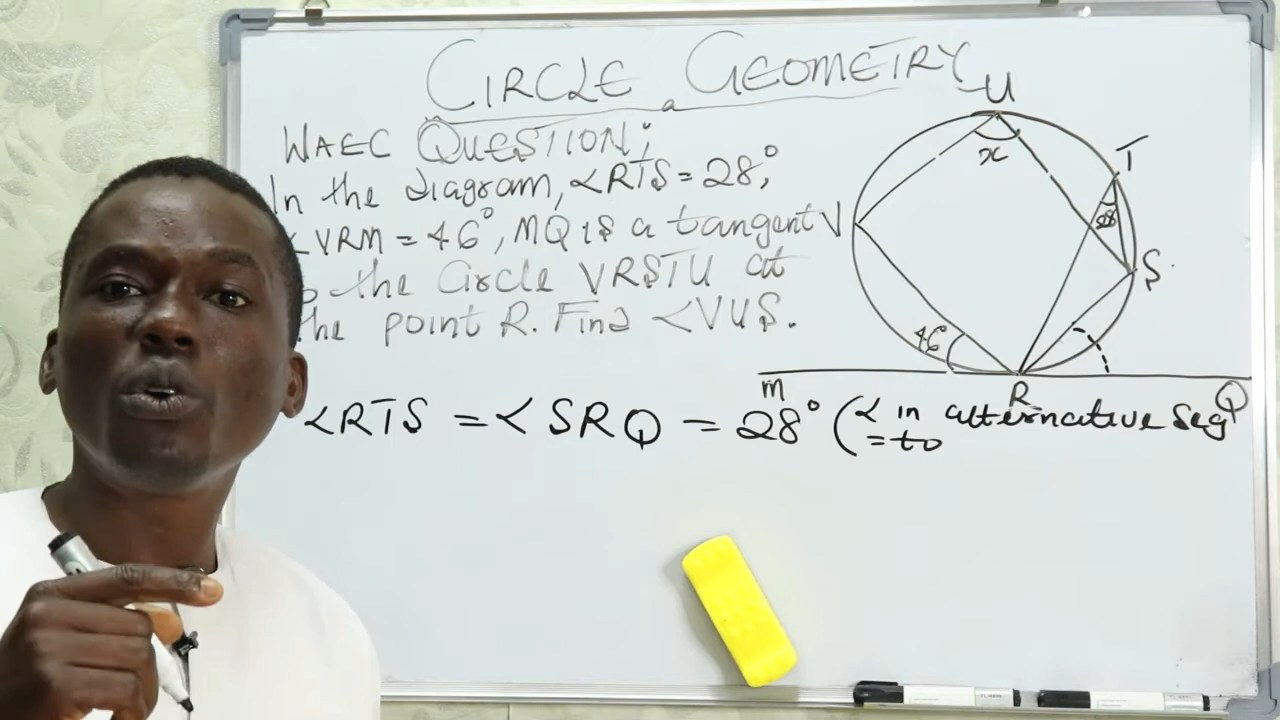 CIRCLE GEOMETRY
WAEC QUESTION;
In the diagram, ∠RTS = 28°,
∠VRM = 46°, MQ is a tangent
the Circle VRSTU at
the point R. Find ∠VUS.
∠RTS = ∠SRQ = 28° (∠ in alternative seg
= to
U
x
T
28
V
S
46
M
R
Q